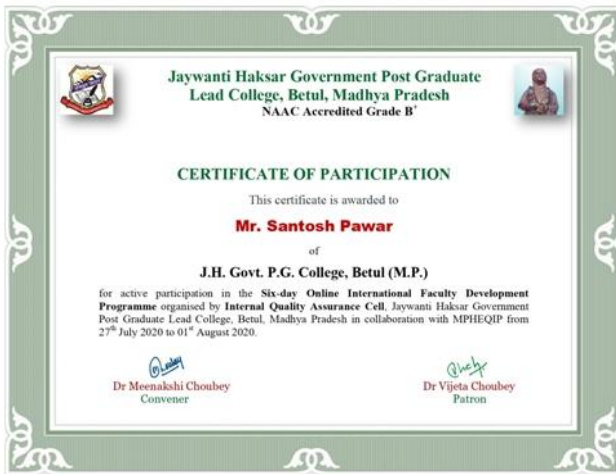 Jaywanti Haksar Government Post Graduate
Lead College, Betul, Madhya Pradesh
NAAC Accredited Grade B+
CERTIFICATE OF PARTICIPATION
This certificate is awarded to
Mr. Santosh Pawar
of
J.H. Govt. P.G. College, Betul (M.P.)
for active participation in the Six-day Online International Faculty Development
Programme organised by Internal Quality Assurance Cell, Jaywanti Haksar Government
Post Graduate Lead College, Betul, Madhya Pradesh in collaboration with MPHEQIP from
27th July 2020 to 01st August 2020.
Dr Meenakshi Choubey
Convener
Dr Vijeta Choubey
Patron